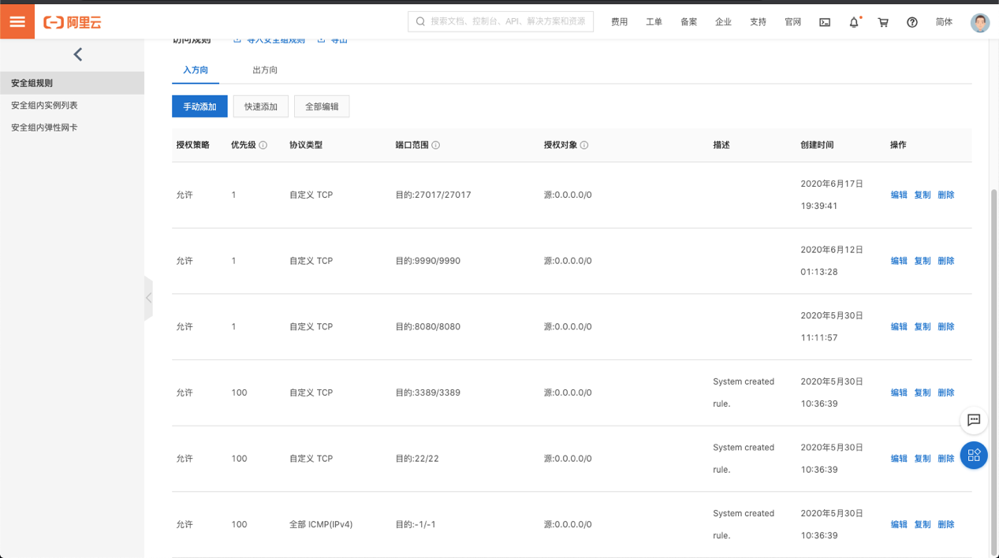 阿里云
搜索文档、控制台、API、解决方案和资源
费用 工单 备案 企业 支持 官网 简体
访问规则 导入安全组规则 导出
安全组规则
安全组内实例列表
安全组内弹性网卡
入方向 出方向
手动添加 快速添加 全部编辑
授权策略 优先级 协议类型 端口范围 授权对象 描述 创建时间 操作
允许 1 自定义 TCP 目的:27017/27017 源:0.0.0.0/0 2020年6月17日 编辑 复制 删除
19:39:41
允许 1 自定义 TCP 目的:9990/9990 源:0.0.0.0/0 2020年6月12日 编辑 复制 删除
01:13:28
允许 1 自定义 TCP 目的:8080/8080 源:0.0.0.0/0 2020年5月30日 编辑 复制 删除
11:11:57
允许 100 自定义 TCP 目的:3389/3389 源:0.0.0.0/0 System created 2020年5月30日 编辑 复制 删除
rule. 10:36:39
允许 100 自定义 TCP 目的:22/22 源:0.0.0.0/0 System created 2020年5月30日 编辑 复制 删除
rule. 10:36:39
允许 100 全部 ICMP(IPv4) 目的:-1/-1 源:0.0.0.0/0 System created 2020年5月30日 编辑 复制 删除
rule. 10:36:39